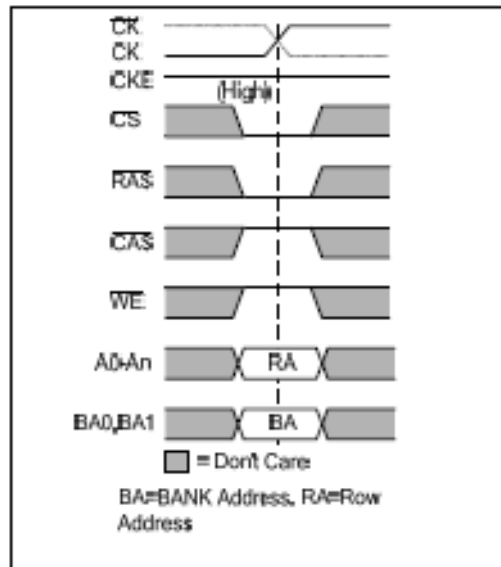 CK
CK
CKE
(High)
CS
RAS
CAS
WE
A0-An RA
BA0,BA1 BA
= Don't Care
BA=BANK Address, RA=Row
Address